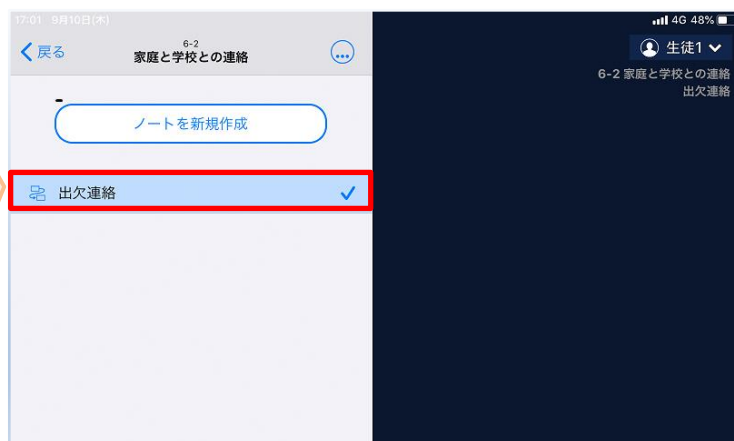 17:01 9月10日(木)
4G 48%
戻る
6-2
家庭と学校との連絡
生徒1
6-2 家庭と学校との連絡
出欠連絡
ノートを新規作成
出欠連絡